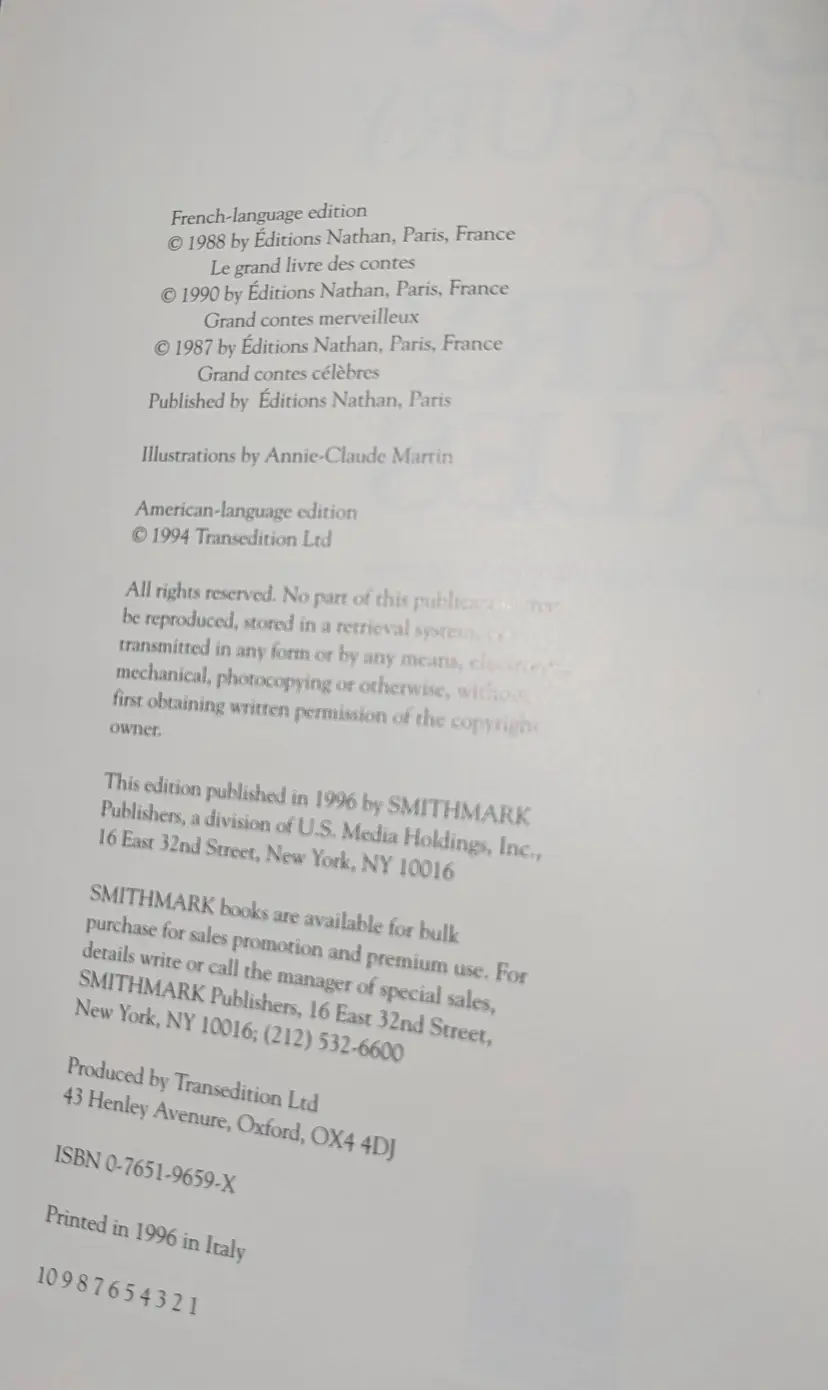 French-language edition
© 1988 by Éditions Nathan, Paris, France
Le grand livre des contes
© 1990 by Éditions Nathan, Paris, France
Grand contes merveilleux
© 1987 by Éditions Nathan, Paris, France
Grand contes célèbres
Published by Éditions Nathan, Paris
Illustrations by Annie-Claude Martin
American-language edition
© 1994 Transedition Ltd
All rights reserved. No part of this
be reproduced, stored in a retrieval system,
transmitted in any form or by any means,
mechanical, photocopying or otherwise, without
first obtaining written permission of the copyright
owner.
This edition published in 1996 by SMITHMARK
Publishers, a division of U.S. Media Holdings, Inc.,
16 East 32nd Street, New York, NY 10016
SMITHMARK books are available for bulk
purchase for sales promotion and premium use. For
details write or call the manager of special sales,
SMITHMARK Publishers, 16 East 32nd Street,
New York, NY 10016; (212) 532-6600
Produced by Transedition Ltd
43 Henley Avenure, Oxford, OX4 4DJ
ISBN 0-7651-9659-X
Printed in 1996 in Italy
10 9 8 7 6 5 4 3 2 1